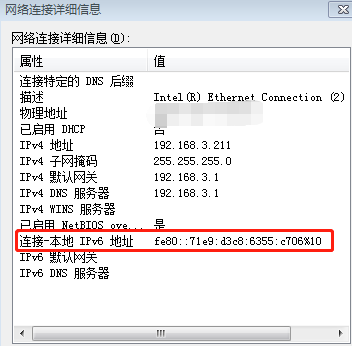 网络连接详细信息
网络连接详细信息(D):
属性 值
连接特定的 DNS 后缀
描述 Intel(R) Ethernet Connection (2)
物理地址
已启用 DHCP 否
IPv4 地址 192.168.3.211
IPv4 子网掩码 255.255.255.0
IPv4 默认网关 192.168.3.1
IPv4 DNS 服务器 192.168.3.1
IPv4 WINS 服务器
已启用 NetBIOS ove... 是
连接-本地 IPv6 地址 fe80::71e9:d3c8:6355:c706%10
IPv6 默认网关
IPv6 DNS 服务器